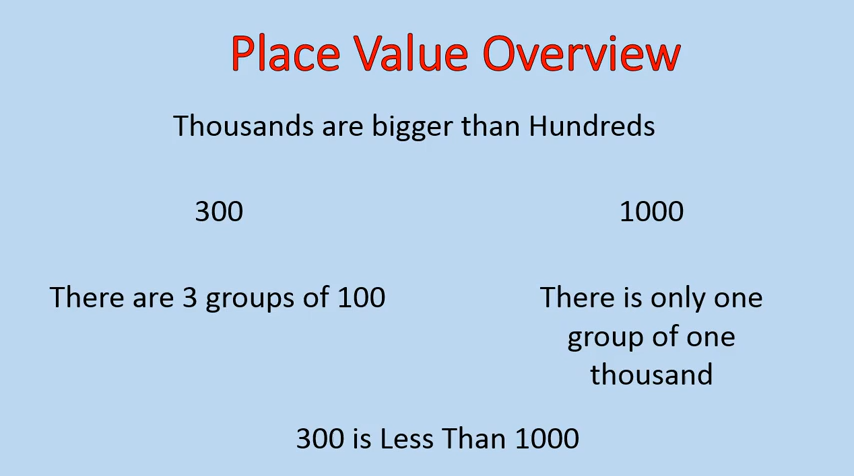 Place Value Overview
Thousands are bigger than Hundreds
300
1000
There are 3 groups of 100
There is only one
group of one
thousand
300 is Less Than 1000